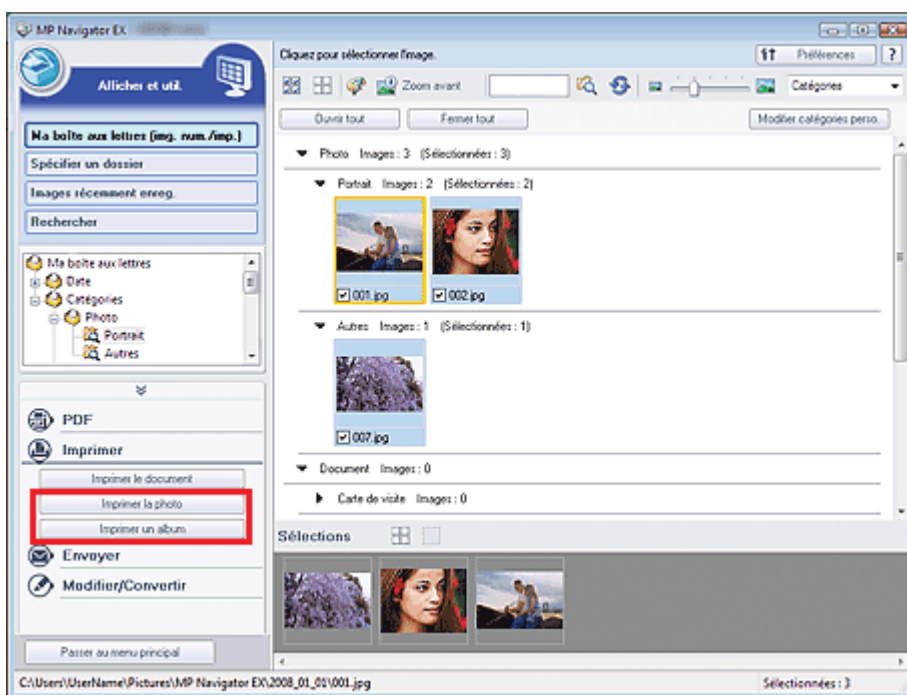 MP Navigator EX
Cliquez pour sélectionner l'image.
Préférences
?
Afficher et util.
Zoom avant
Catégories
Ouvrir tout
Fermer tout
Modifier catégories perso.
Ma boîte aux lettres (img. num./imp.)
Spécifier un dossier
Images récemment enreg.
Rechercher
Ma boîte aux lettres
Date
Catégories
Photo
Portrait
Autres
PDF
Imprimer
Imprimer le document
Imprimer la photo
Imprimer un album
Envoyer
Modifier/Convertir
Passer au menu principal
Photo Images : 3 (Sélectionnées : 3)
Portrait Images : 2 (Sélectionnées : 2)
001.jpg
002.jpg
Autres Images : 1 (Sélectionnées : 1)
007.jpg
Document Images : 0
Carte de visite Images : 0
Sélections
C:\Users\UserName\Pictures\MP Navigator EX\2008_01_01\001.jpg
Sélectionnées : 3